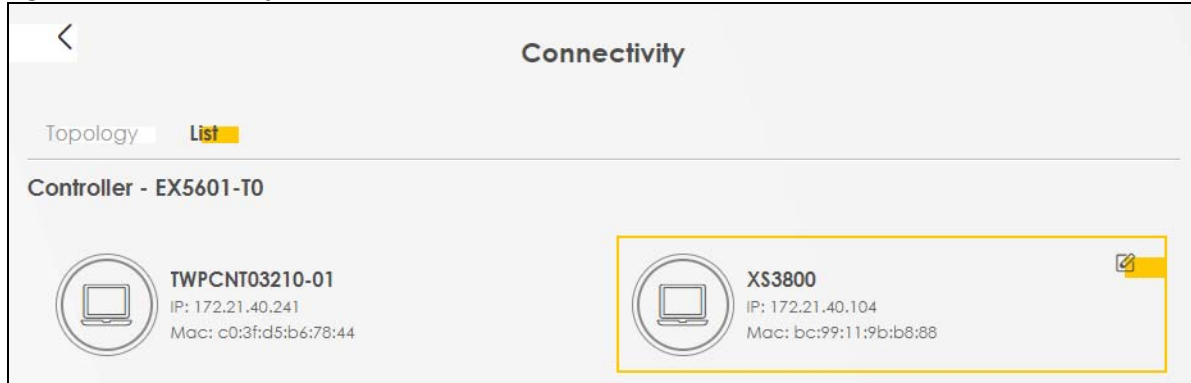 Connectivity
Topology List
Controller - EX5601-T0
TWPCNT03210-01
IP: 172.21.40.241
Mac: c0:3f:d5:b6:78:44
XS3800
IP: 172.21.40.104
Mac: bc:99:11:9b:b8:88